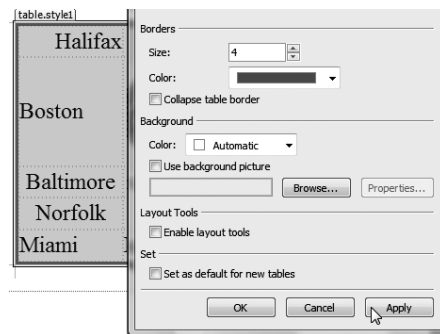 table.style1
Halifax
Boston
Baltimore
Norfolk
Miami
Borders
Size: 4
Color:
Collapse table border
Background
Color: Automatic
Use background picture
Browse... Properties...
Layout Tools
Enable layout tools
Set
Set as default for new tables
OK Cancel Apply